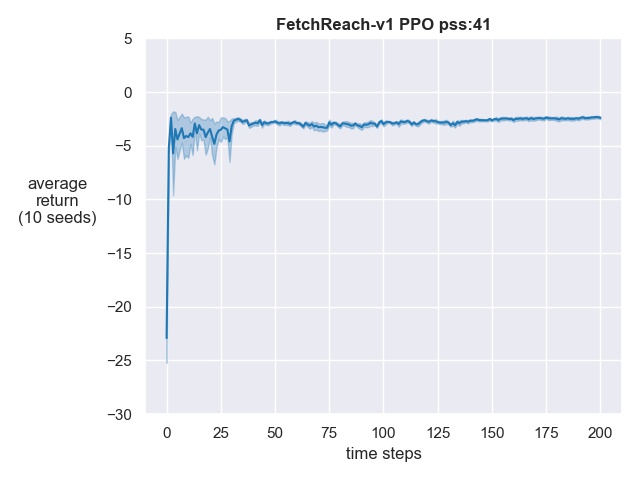 FetchReach-v1 PPO pss:41
5
0
−5
−10
−15
−20
−25
−30
average
return
(10 seeds)
0 25 50 75 100 125 150 175 200
time steps